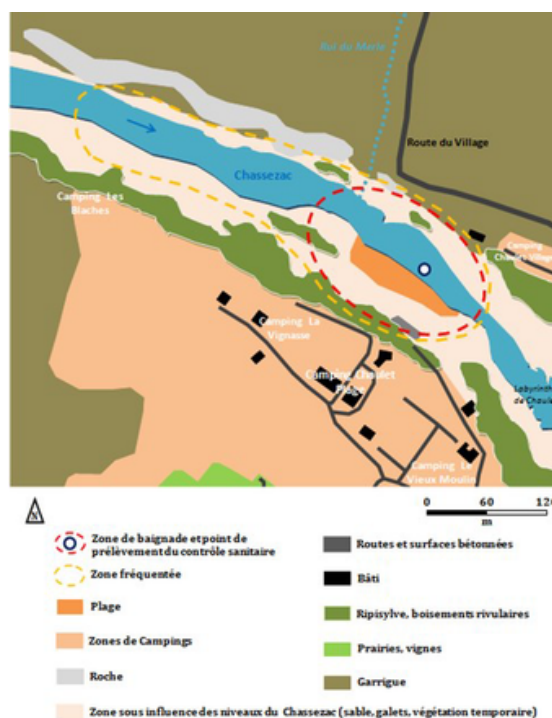 Rui du Merle
Route du Village
Chassezac
Camping Les
Blaches
Camping
Chaulet Village
Camping La
Vignasse
Camping Chaulet
Plage
Labyrinth
de Chaule
Camping Le
Vieux Moulin
N
0 60 120
m
Zone de baignade et point de
prélèvement du contrôle sanitaire
Zone fréquentée
Plage
Zones de Campings
Roche
Zone sous influence des niveaux du Chassezac (sable, galets, végétation temporaire)
Routes et surfaces bétonnées
Bâti
Ripisylve, boisements rivulaires
Prairies, vignes
Garrigue